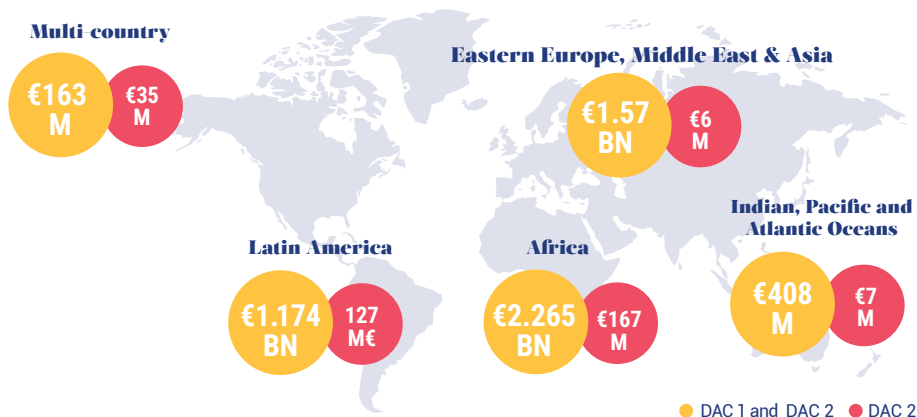 Multi-country
€163
M
€35
M
Eastern Europe, Middle East & Asia
€1.57
BN
€6
M
Indian, Pacific and
Atlantic Oceans
€408
M
€7
M
Latin America
€1.174
BN
127
M€
Africa
€2.265
BN
€167
M
DAC 1 and DAC 2
DAC 2